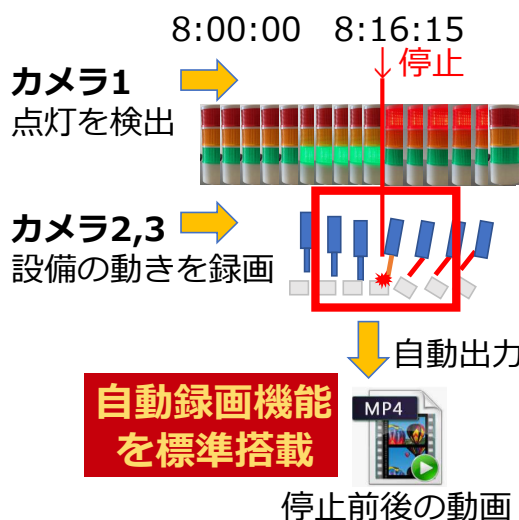 8:00:00 8:16:15
停止
カメラ1
点灯を検出
カメラ2,3
設備の動きを録画
自動出力
自動録画機能
を標準搭載
MP4
停止前後の動画